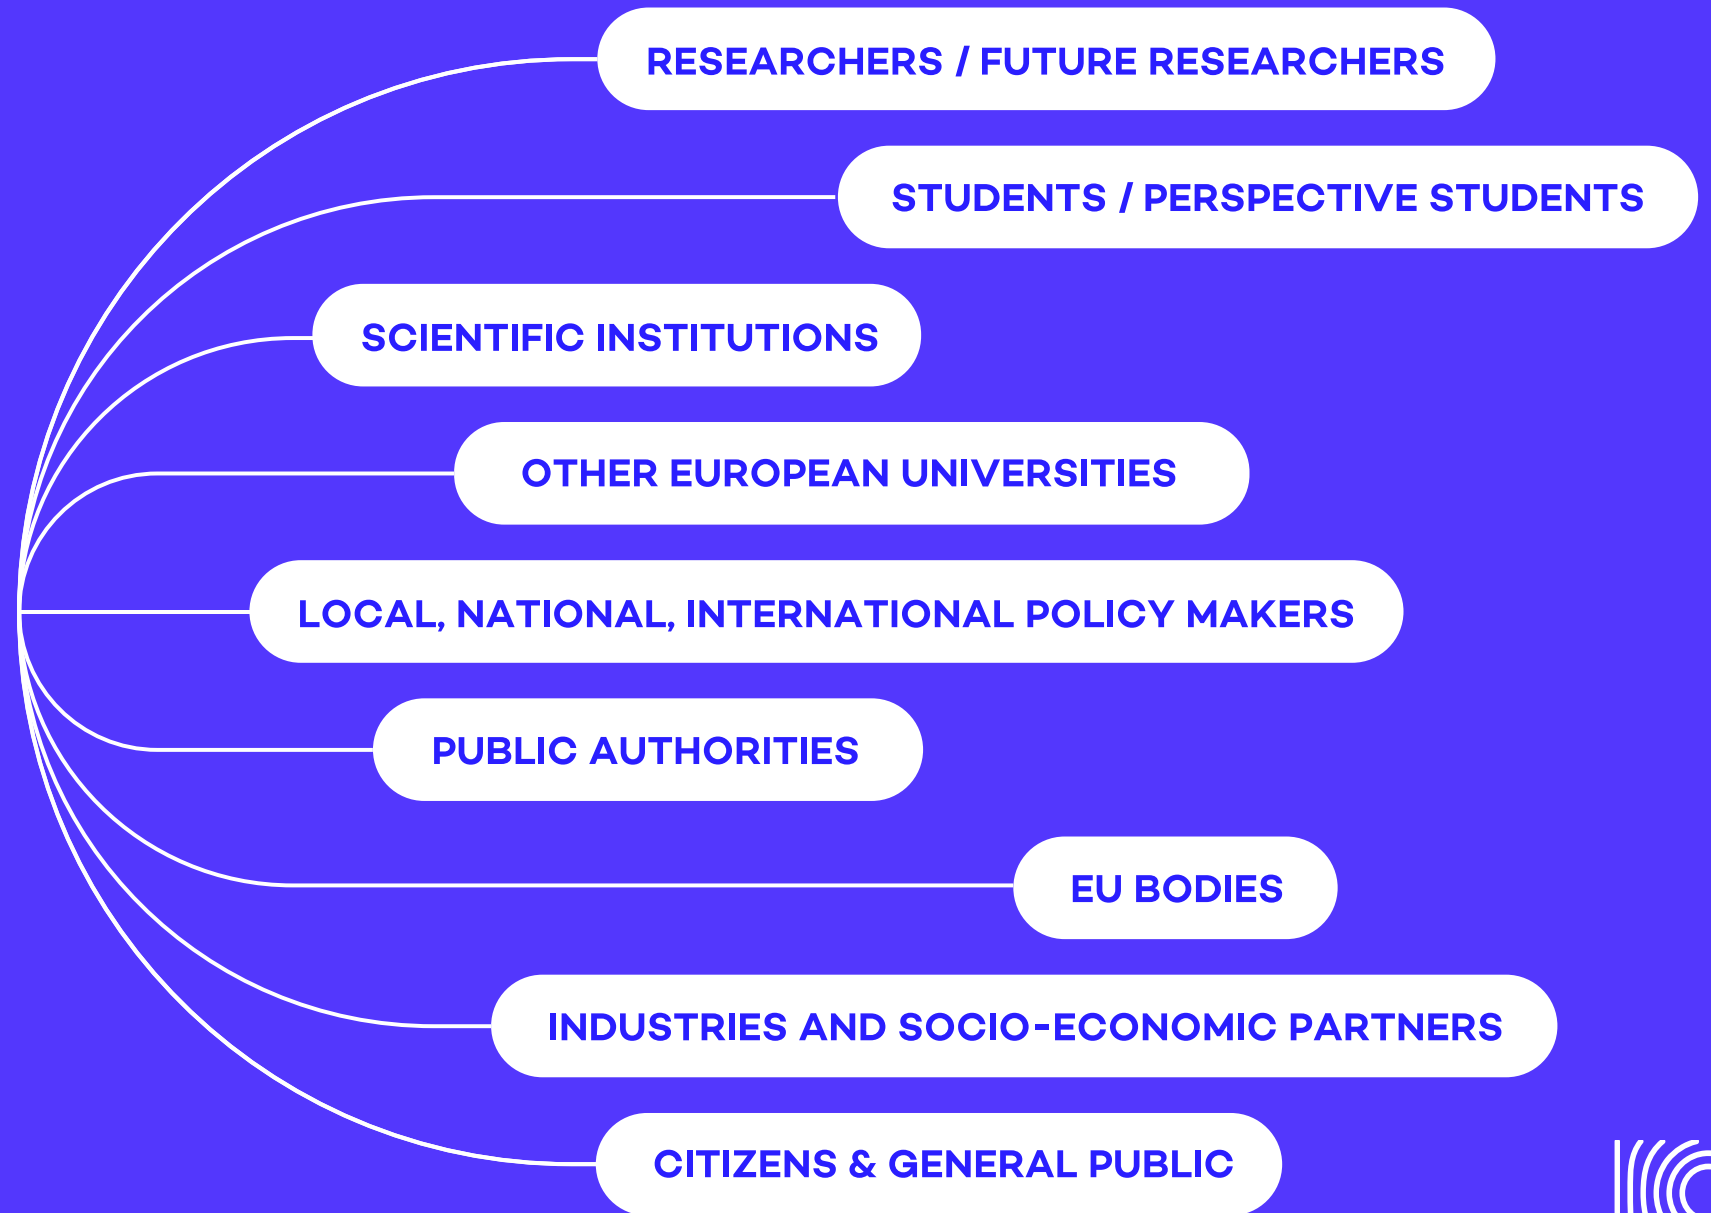 RESEARCHERS / FUTURE RESEARCHERS
STUDENTS / PERSPECTIVE STUDENTS
SCIENTIFIC INSTITUTIONS
OTHER EUROPEAN UNIVERSITIES
LOCAL, NATIONAL, INTERNATIONAL POLICY MAKERS
PUBLIC AUTHORITIES
EU BODIES
INDUSTRIES AND SOCIO-ECONOMIC PARTNERS
CITIZENS & GENERAL PUBLIC